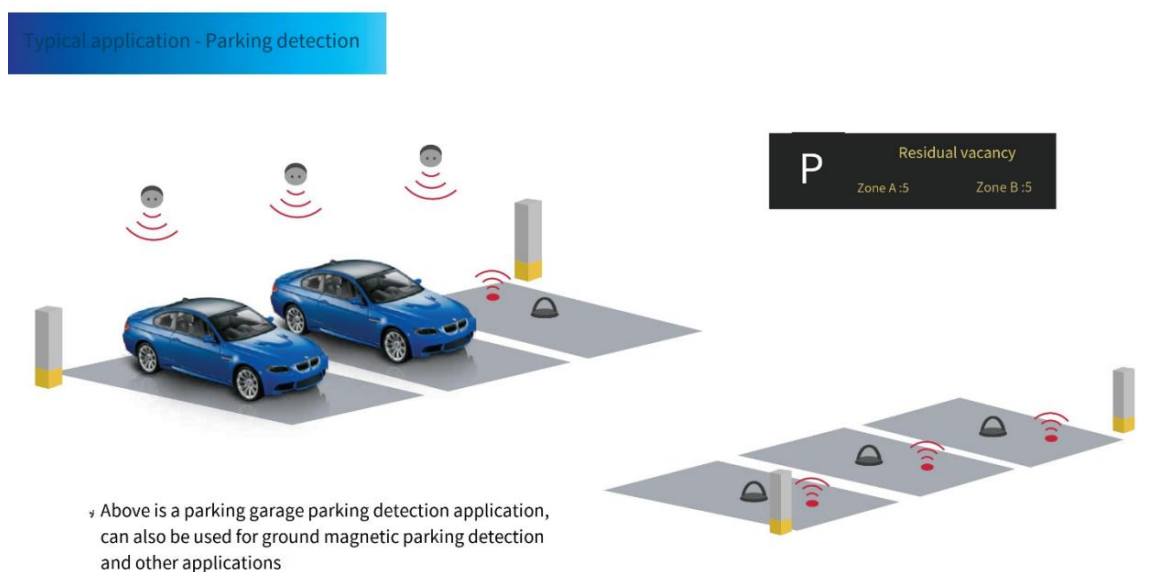 Typical application - Parking detection
P
Residual vacancy
Zone A :5 Zone B :5
Above is a parking garage parking detection application,
can also be used for ground magnetic parking detection
and other applications